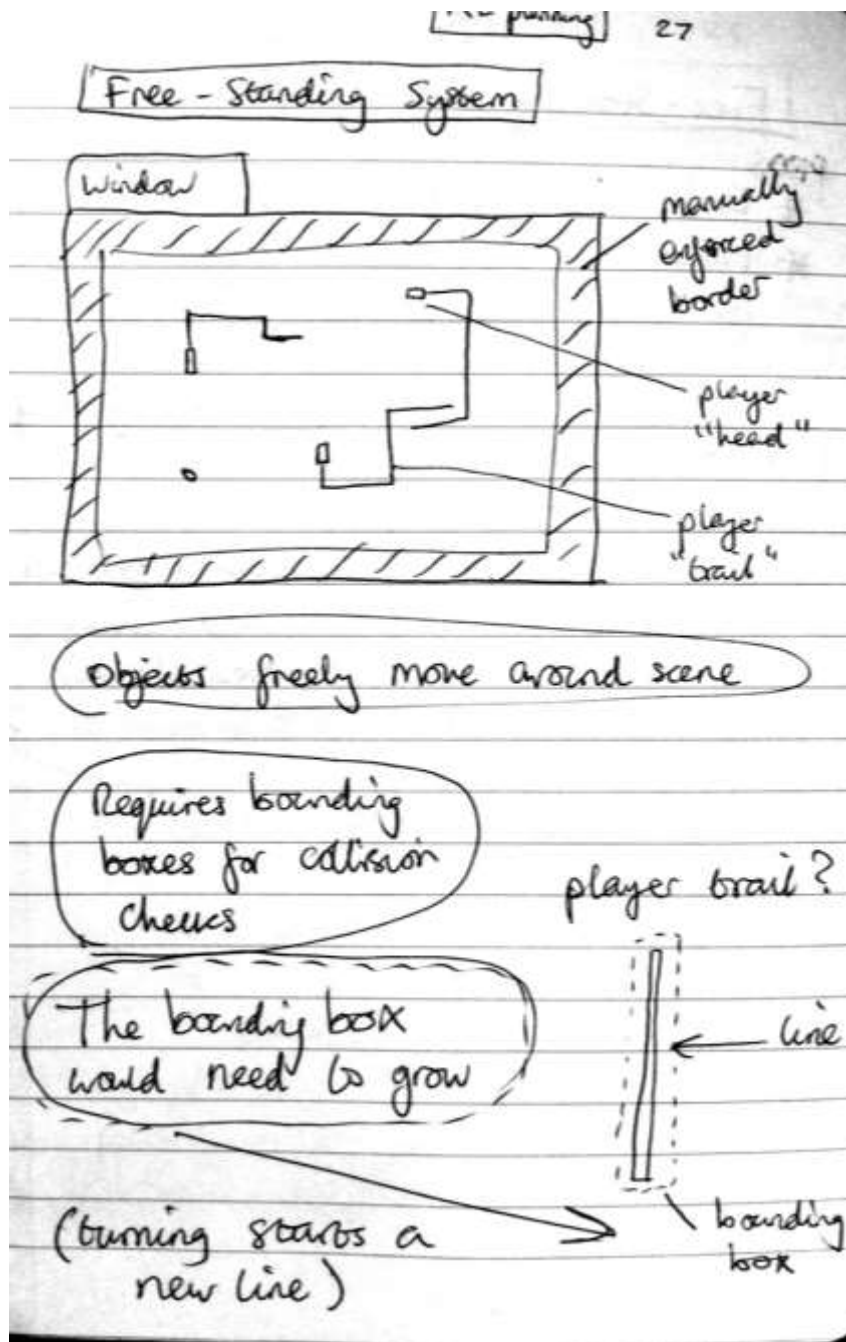 planning
27
Free-Standing System
Window
manually
enforced
border
player
"head"
player
"trail"
Objects freely move around scene
Requires bounding
boxes for collision
checks
player trail?
The bounding box
would need to grow
line
(turning starts a
new line)
bounding
box